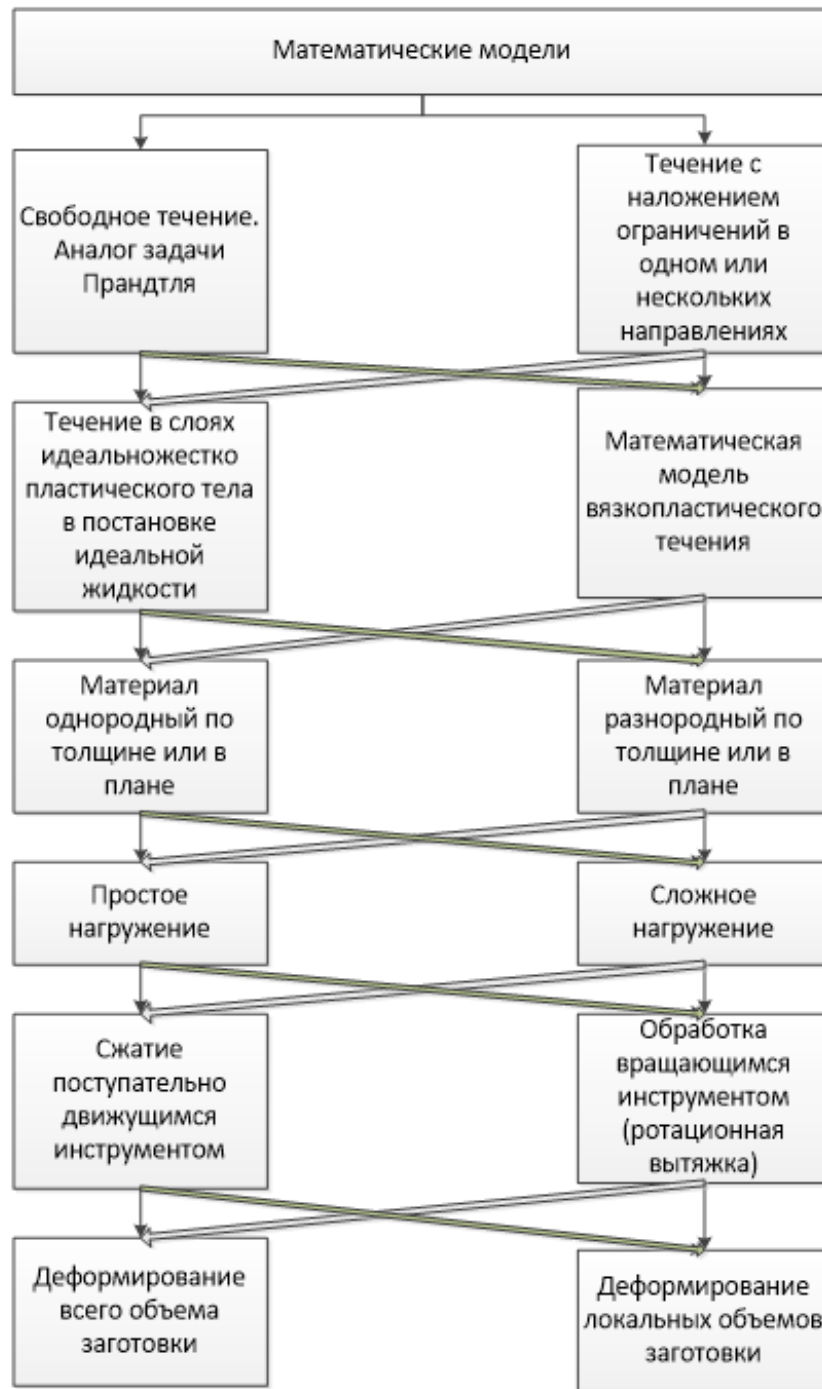 Математические модели
Свободное течение.
Аналог задачи
Прандтля
Течение с
наложением
ограничений в
одном или
нескольких
направлениях
Течение в слоях
идеальножестко
пластического тела
в постановке
идеальной
жидкости
Математическая
модель
вязкопластического
течения
Материал
однородный по
толщине или в
плане
Материал
разнородный по
толщине или в
плане
Простое
нагружение
Сложное
нагружение
Сжатие
поступательно
движущимся
инструментом
Обработка
вращающимся
инструментом
(ротационная
вытяжка)
Деформирование
всего объема
заготовки
Деформирование
локальных объемов
заготовки